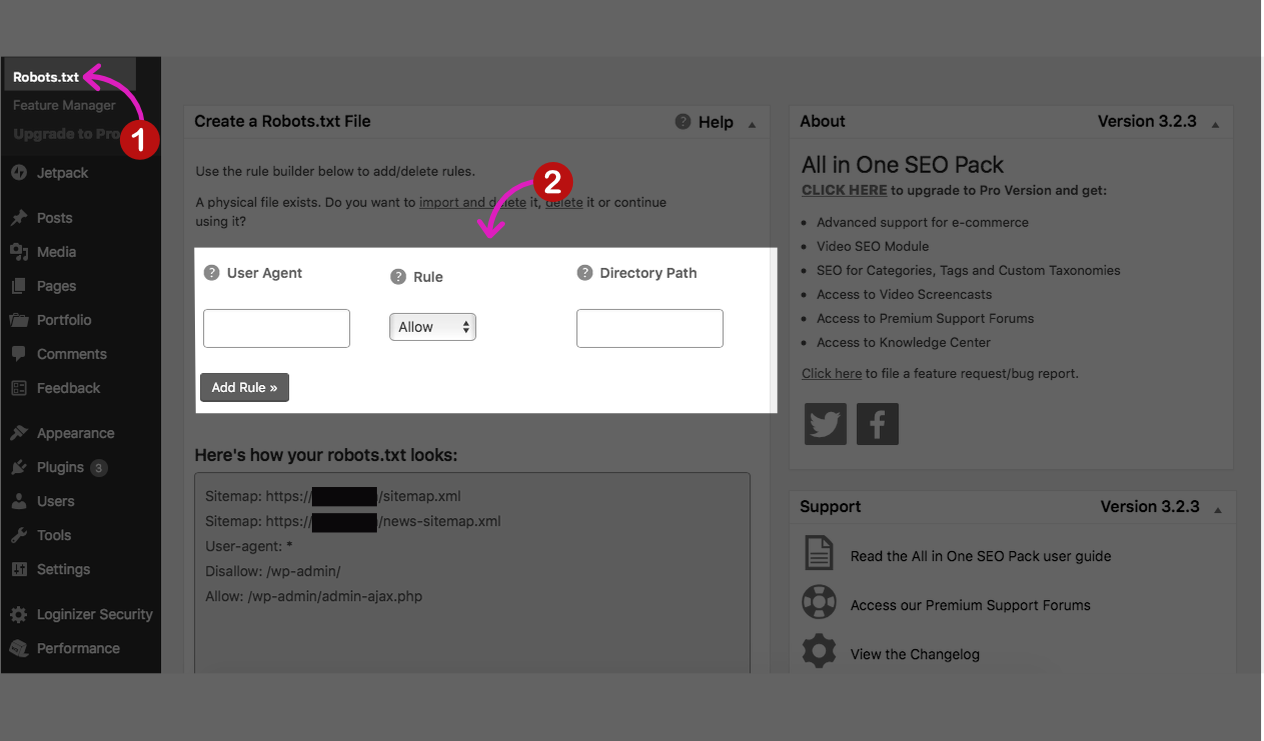 Robots.txt
Feature Manager
Upgrade to Pro
1
Jetpack
Posts
Media
Pages
Portfolio
Comments
Feedback
Appearance
Plugins 3
Users
Tools
Settings
Loginizer Security
Performance
Create a Robots.txt File
? Help
Use the rule builder below to add/delete rules.
2
A physical file exists. Do you want to import and delete it, delete it or continue
using it?
? User Agent
? Rule
? Directory Path
Allow
Add Rule »
Here's how your robots.txt looks:
Sitemap: https:// /sitemap.xml
Sitemap: https:// /news-sitemap.xml
User-agent: *
Disallow: /wp-admin/
Allow: /wp-admin/admin-ajax.php
About
Version 3.2.3
All in One SEO Pack
CLICK HERE to upgrade to Pro Version and get:
• Advanced support for e-commerce
• Video SEO Module
• SEO for Categories, Tags and Custom Taxonomies
• Access to Video Screencasts
• Access to Premium Support Forums
• Access to Knowledge Center
Click here to file a feature request/bug report.
Support
Version 3.2.3
Read the All in One SEO Pack user guide
Access our Premium Support Forums
View the Changelog